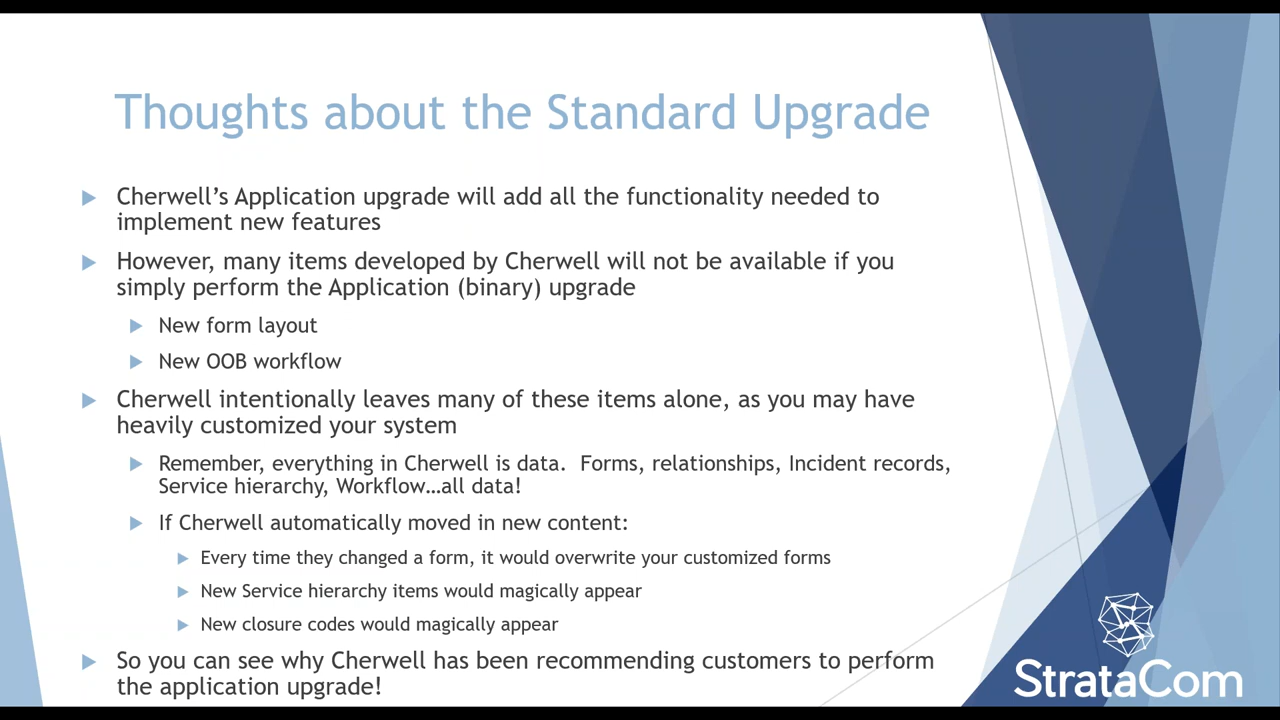 Thoughts about the Standard Upgrade
Cherwell’s Application upgrade will add all the functionality needed to
implement new features
However, many items developed by Cherwell will not be available if you
simply perform the Application (binary) upgrade
New form layout
New OOB workflow
Cherwell intentionally leaves many of these items alone, as you may have
heavily customized your system
Remember, everything in Cherwell is data.  Forms, relationships, Incident records,
Service hierarchy, Workflow…all data!
If Cherwell automatically moved in new content:
Every time they changed a form, it would overwrite your customized forms
New Service hierarchy items would magically appear
New closure codes would magically appear
So you can see why Cherwell has been recommending customers to perform
the application upgrade!
StrataCom